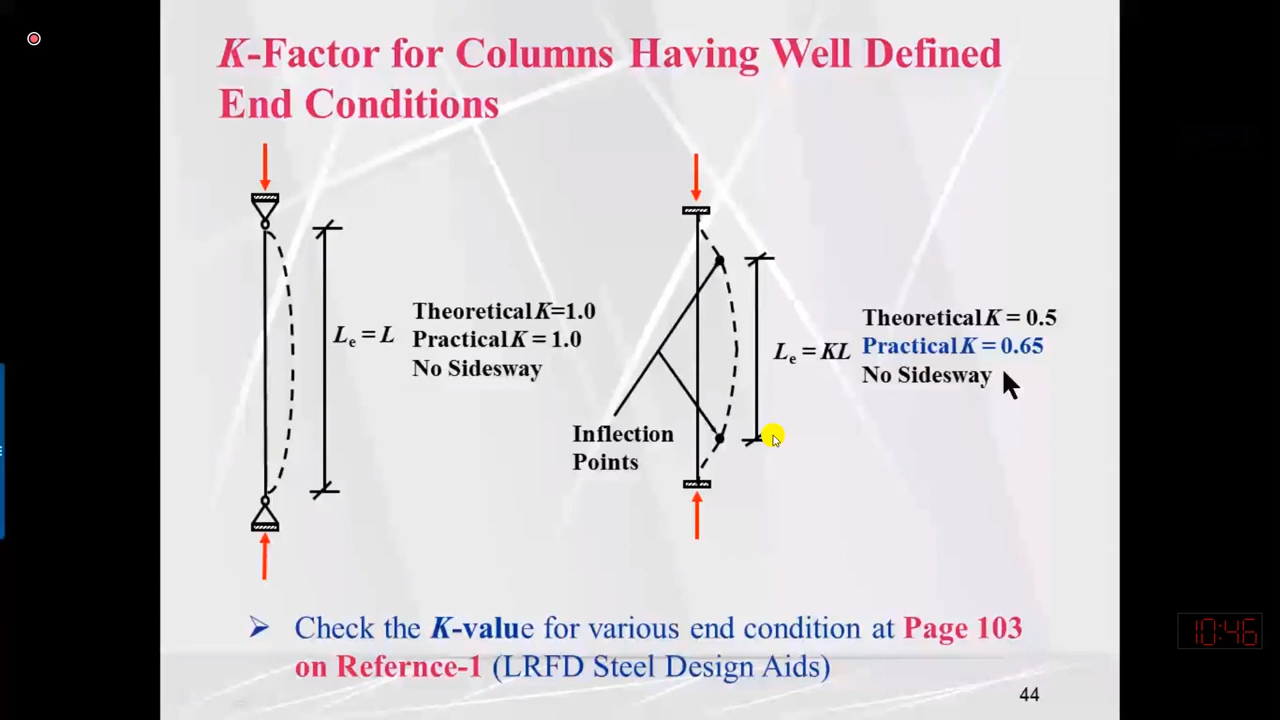 K-Factor for Columns Having Well Defined
End Conditions
Le = L
Theoretical K=1.0
Practical K = 1.0
No Sidesway
Inflection
Points
Le = KL
Theoretical K = 0.5
Practical K = 0.65
No Sidesway
➢ Check the K-value for various end condition at Page 103
on Refernce-1 (LRFD Steel Design Aids)
44
10:46